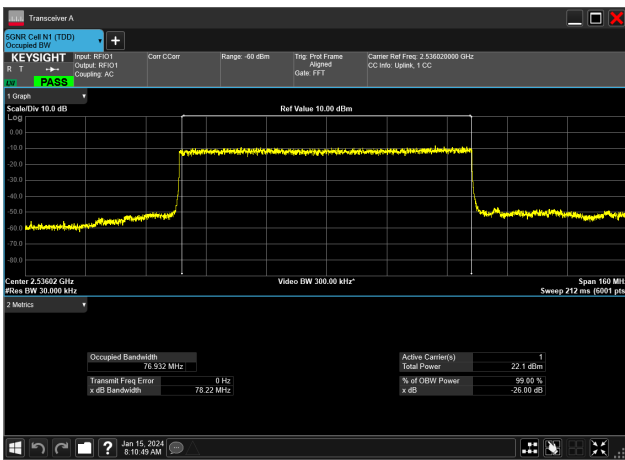 Transceiver A
5GNR Cell N1 (TDD)
Occupied BW
KEYSIGHT
R T
LV
PASS
Input: RFIO1
Output: RFIO1
Coupling: AC
Corr CCorr
Range: -60 dBm
Trig: Prot Frame
Aligned
Gate: FFT
Carrier Ref Freq: 2.536020000 GHz
CC Info: Uplink, 1 CC
1 Graph
Scale/Div 10.0 dB
Ref Value 10.00 dBm
Log
0.00
-10.0
-20.0
-30.0
-40.0
-50.0
-60.0
-70.0
-80.0
Center 2.53602 GHz
Video BW 300.00 kHz*
Span 160 MHz
#Res BW 30.000 kHz
Sweep 212 ms (6001 pts
2 Metrics
Occupied Bandwidth
76.932 MHz
Transmit Freq Error 0 Hz
x dB Bandwidth 78.22 MHz
Active Carrier(s) 1
Total Power 22.1 dBm
% of OBW Power 99.00 %
x dB -26.00 dB
Jan 15, 2024
8:10:49 AM